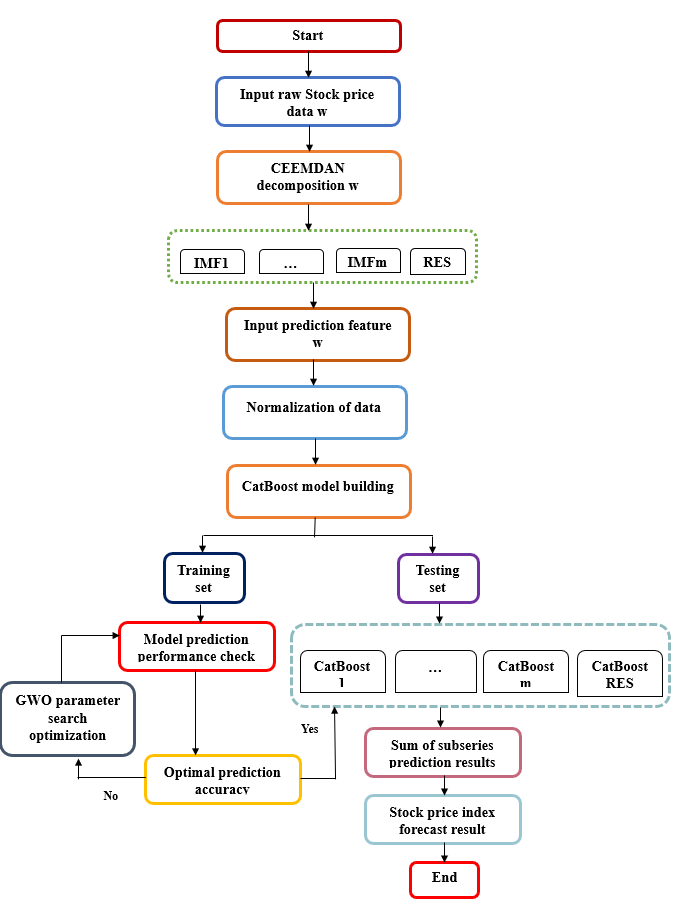 Start
Input raw Stock price
data w
CEEMDAN
decomposition w
IMF1
...
IMFm
RES
Input prediction feature
w
Normalization of data
CatBoost model building
Training
set
Testing
set
Model prediction
performance check
CatBoost
1
...
CatBoost
m
CatBoost
RES
GWO parameter
search
optimization
Yes
Sum of subseries
prediction results
Optimal prediction
accuracy
No
Stock price index
forecast result
End